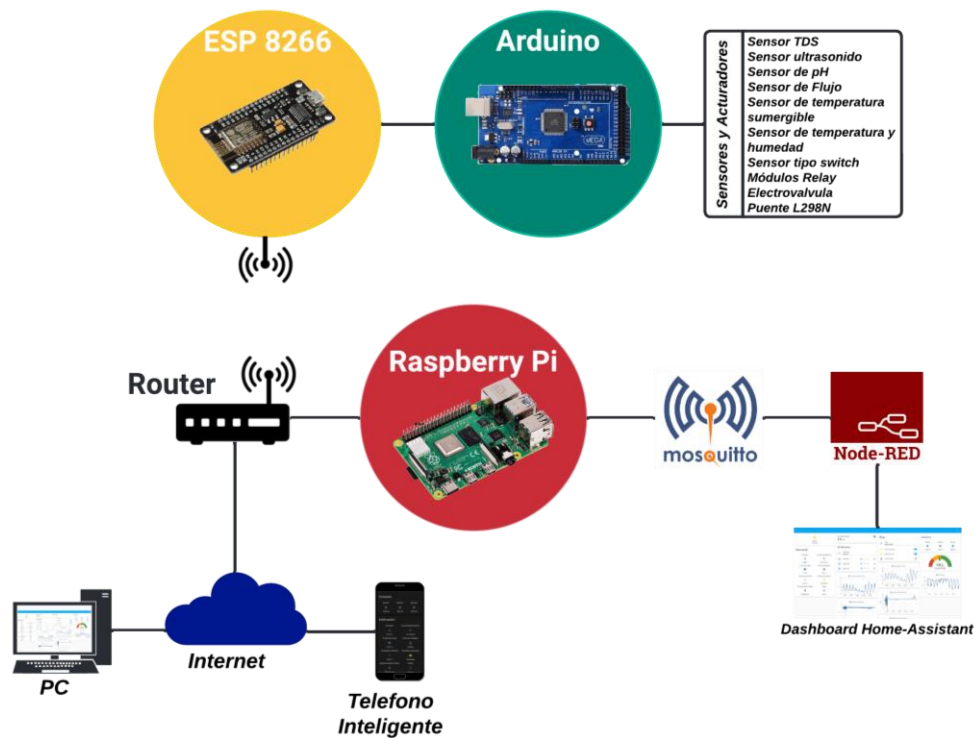 ESP 8266
Arduino
Sensores y Acturadores
Sensor TDS
Sensor ultrasonido
Sensor de pH
Sensor de Flujo
Sensor de temperatura
sumergible
Sensor de temperatura y
humedad
Sensor tipo switch
Módulos Relay
Electrovalvula
Puente L298N
MEGA
Router
Raspberry Pi
mosquitto
Node-RED
Dashboard Home-Assistant
PC
Internet
Telefono
Inteligente